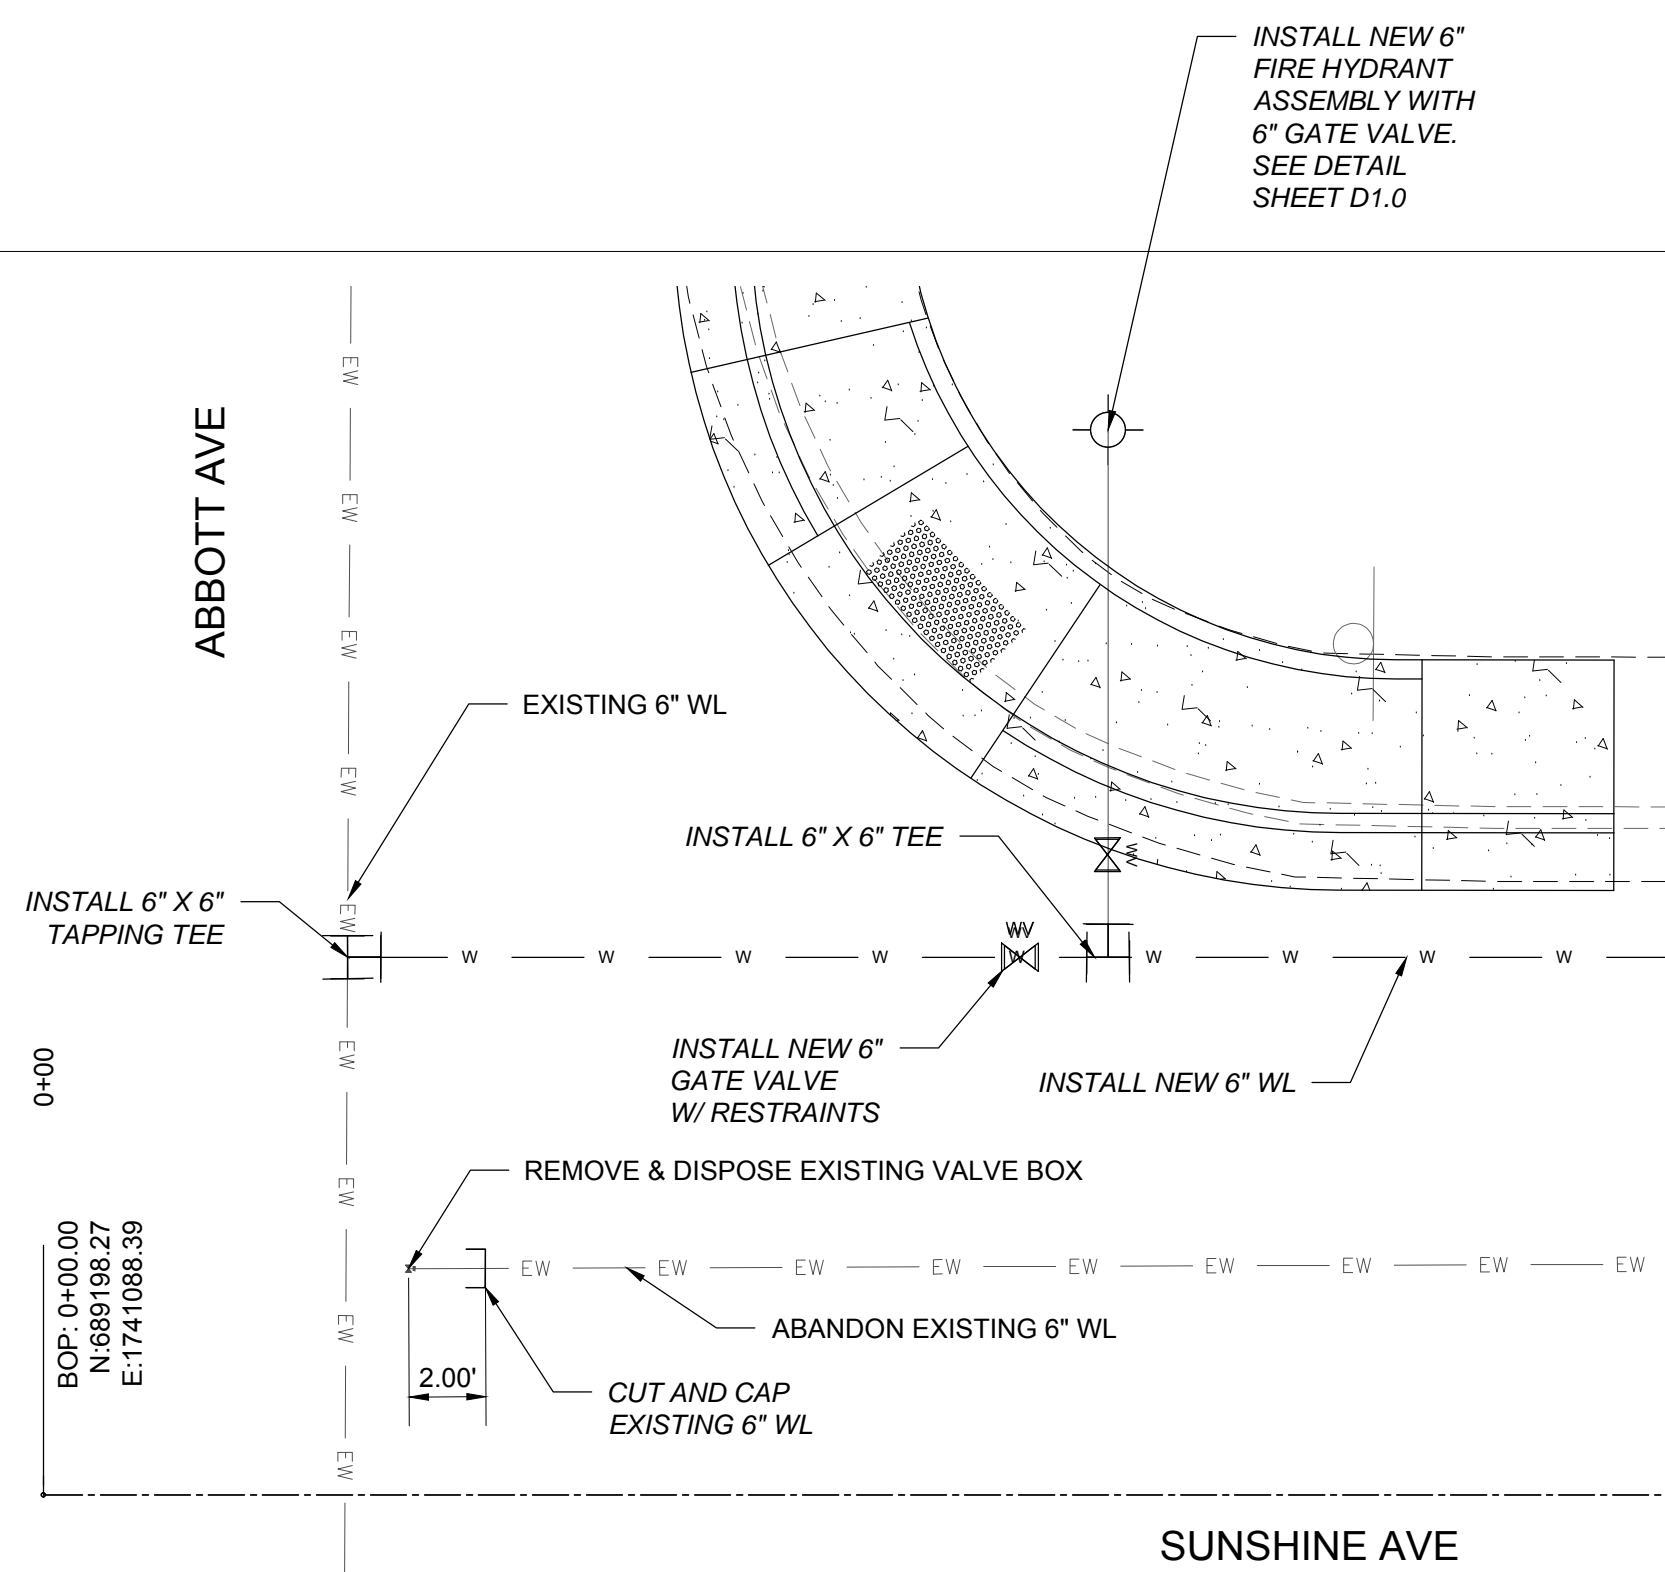 INSTALL NEW 6"
FIRE HYDRANT
ASSEMBLY WITH
6" GATE VALVE.
SEE DETAIL
SHEET D1.0
ABBOTT AVE
EW
EW
EW
EW
EW
EXISTING 6" WL
INSTALL 6" X 6" TEE
WV
INSTALL 6" X 6"
TAPPING TEE
WV
W W W W W W W W W
INSTALL NEW 6"
GATE VALVE
W/ RESTRAINTS
INSTALL NEW 6" WL
0+00
EW
EW
EW
EW
REMOVE & DISPOSE EXISTING VALVE BOX
EW EW EW EW EW EW EW EW EW
ABANDON EXISTING 6" WL
BOP: 0+00.00
N:689198.27
E:1741088.39
2.00'
CUT AND CAP
EXISTING 6" WL
SUNSHINE AVE